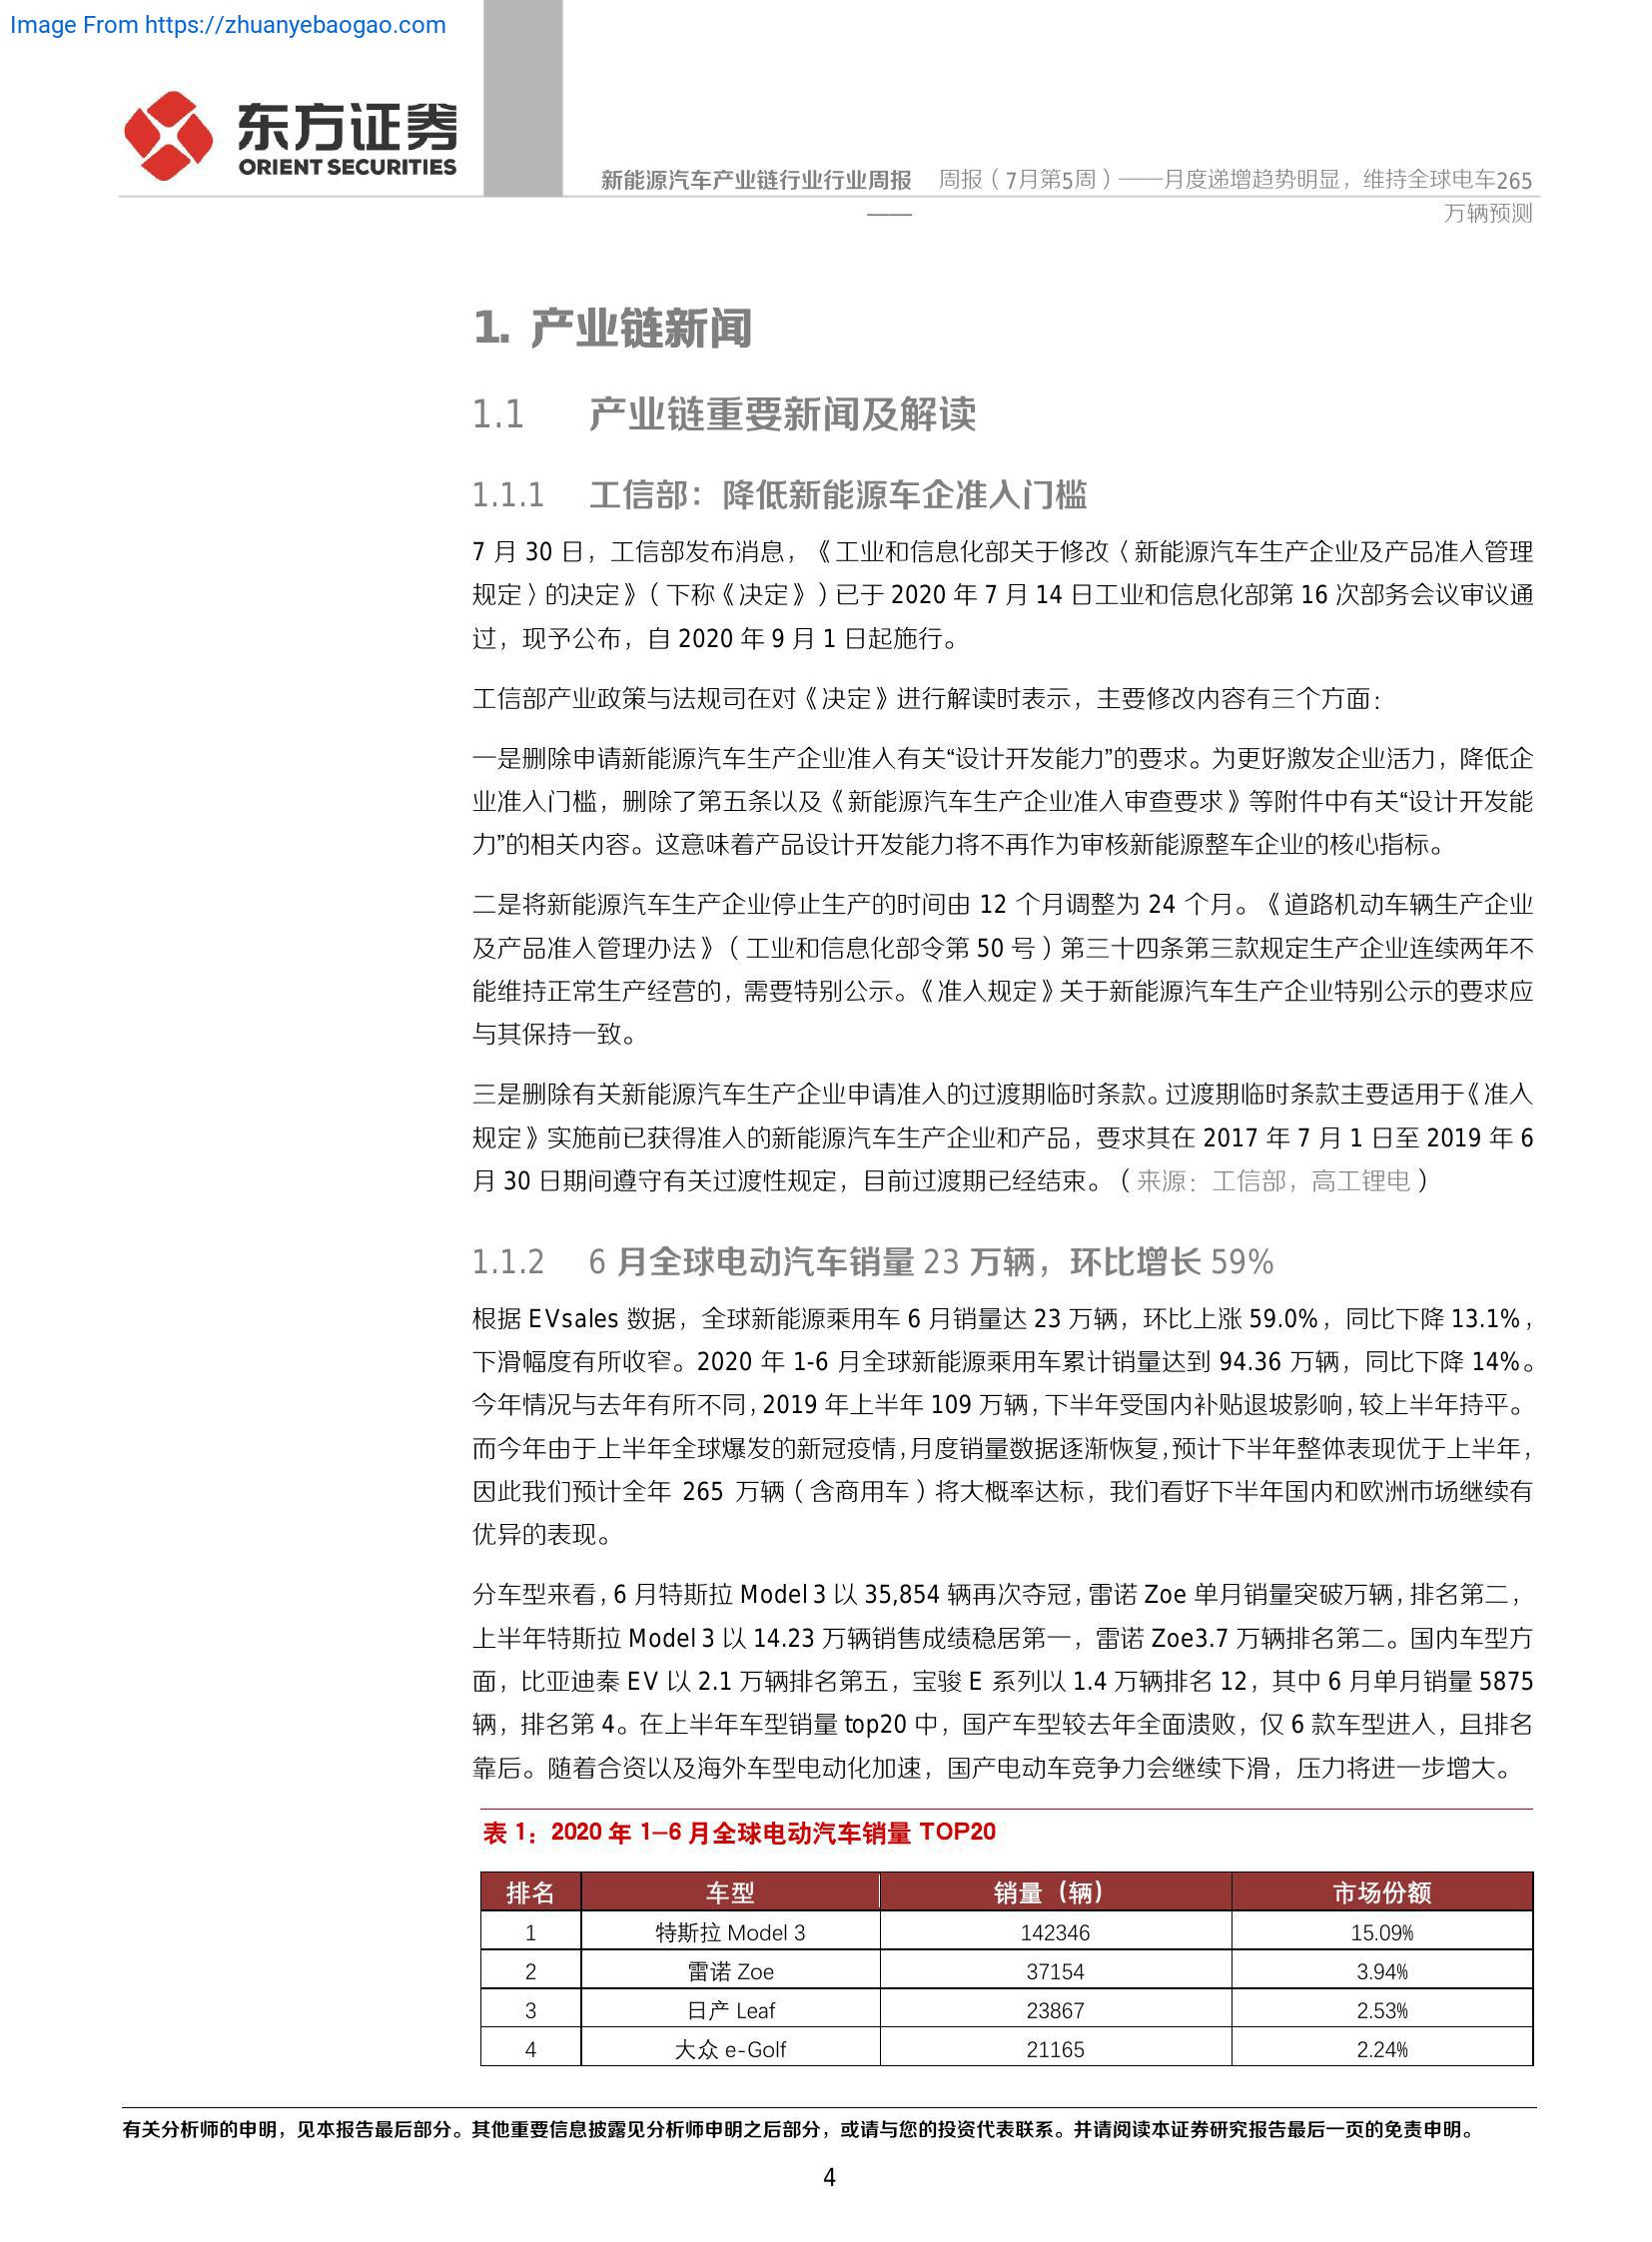 Image From https://zhuanyebaogao.com
东方证券
ORIENT SECURITIES
新能源汽车产业链行业行业周报 周报（7月第5周）——月度递增趋势明显，维持全球电车265
—— 万辆预测
1. 产业链新闻
1.1 产业链重要新闻及解读
1.1.1 工信部：降低新能源车企准入门槛
7 月 30 日，工信部发布消息，《工业和信息化部关于修改〈新能源汽车生产企业及产品准入管理
规定〉的决定》（下称《决定》）已于 2020 年 7 月 14 日工业和信息化部第 16 次部务会议审议通
过，现予公布，自 2020 年 9 月 1 日起施行。
工信部产业政策与法规司在对《决定》进行解读时表示，主要修改内容有三个方面：
一是删除申请新能源汽车生产企业准入有关“设计开发能力”的要求。为更好激发企业活力，降低企
业准入门槛，删除了第五条以及《新能源汽车生产企业准入审查要求》等附件中有关“设计开发能
力”的相关内容。这意味着产品设计开发能力将不再作为审核新能源整车企业的核心指标。
二是将新能源汽车生产企业停止生产的时间由 12 个月调整为 24 个月。《道路机动车辆生产企业
及产品准入管理办法》（工业和信息化部令第 50 号）第三十四条第三款规定生产企业连续两年不
能维持正常生产经营的，需要特别公示。《准入规定》关于新能源汽车生产企业特别公示的要求应
与其保持一致。
三是删除有关新能源汽车生产企业申请准入的过渡期临时条款。过渡期临时条款主要适用于《准入
规定》实施前已获得准入的新能源汽车生产企业和产品，要求其在 2017 年 7 月 1 日至 2019 年 6
月 30 日期间遵守有关过渡性规定，目前过渡期已经结束。（来源：工信部，高工锂电）
1.1.2 6 月全球电动汽车销量 23 万辆，环比增长 59%
根据 EVsales 数据，全球新能源乘用车 6 月销量达 23 万辆，环比上涨 59.0%，同比下降 13.1%，
下滑幅度有所收窄。2020 年 1-6 月全球新能源乘用车累计销量达到 94.36 万辆，同比下降 14%。
今年情况与去年有所不同，2019 年上半年 109 万辆，下半年受国内补贴退坡影响，较上半年持平。
而今年由于上半年全球爆发的新冠疫情，月度销量数据逐渐恢复，预计下半年整体表现优于上半年，
因此我们预计全年 265 万辆（含商用车）将大概率达标，我们看好下半年国内和欧洲市场继续有
优异的表现。
分车型来看，6 月特斯拉 Model 3 以 35,854 辆再次夺冠，雷诺 Zoe 单月销量突破万辆，排名第二，
上半年特斯拉 Model 3 以 14.23 万辆销售成绩稳居第一，雷诺 Zoe3.7 万辆排名第二。国内车型方
面，比亚迪秦 EV 以 2.1 万辆排名第五，宝骏 E 系列以 1.4 万辆排名 12，其中 6 月单月销量 5875
辆，排名第 4。在上半年车型销量 top20 中，国产车型较去年全面溃败，仅 6 款车型进入，且排名
靠后。随着合资以及海外车型电动化加速，国产电动车竞争力会继续下滑，压力将进一步增大。
表 1：2020 年 1–6 月全球电动汽车销量 TOP20
排名 车型 销量（辆） 市场份额
1 特斯拉 Model 3 142346 15.09%
2 雷诺 Zoe 37154 3.94%
3 日产 Leaf 23867 2.53%
4 大众 e-Golf 21165 2.24%
有关分析师的申明，见本报告最后部分。其他重要信息披露见分析师申明之后部分，或请与您的投资代表联系。并请阅读本证券研究报告最后一页的免责申明。
4